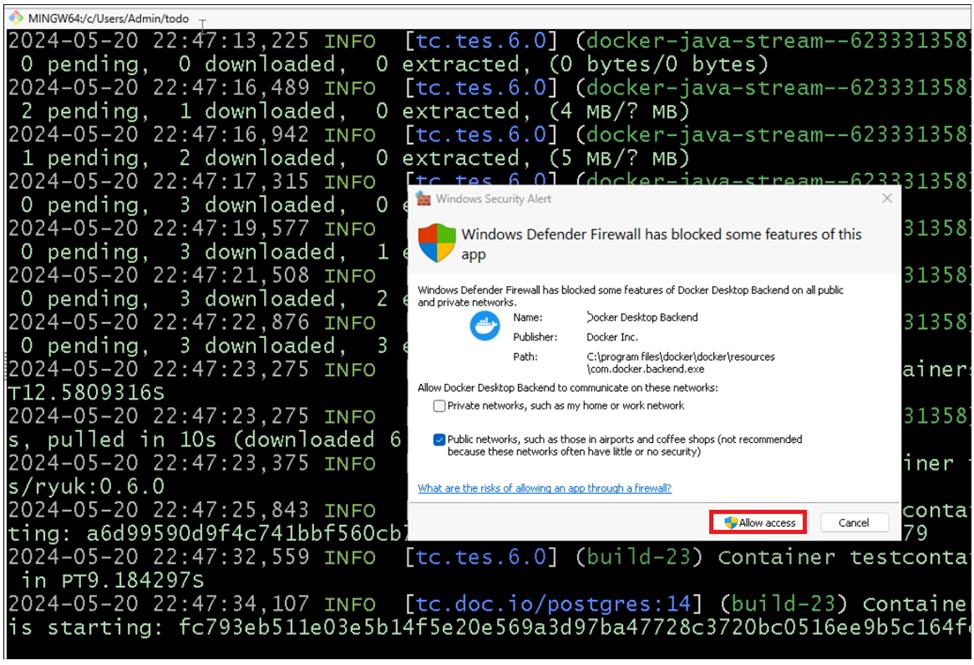 MINGW64:/c/Users/Admin/todo
2024-05-20 22:47:13,225 INFO [tc.tes.6.0] (docker-java-stream--623331358
0 pending, 0 downloaded, 0 extracted, (0 bytes/0 bytes)
2024-05-20 22:47:16,489 INFO [tc.tes.6.0] (docker-java-stream--623331358
2 pending, 1 downloaded, 0 extracted, (4 MB/? MB)
2024-05-20 22:47:16,942 INFO [tc.tes.6.0] (docker-java-stream--623331358
1 pending, 2 downloaded, 0 extracted, (5 MB/? MB)
2024-05-20 22:47:17,315 INFO [tc.tes.6.0] (docker-java-stream--623331358
0 pending, 3 downloaded, 0 e
2024-05-20 22:47:19,577 INFO 31358
0 pending, 3 downloaded, 1 e
2024-05-20 22:47:21,508 INFO 31358
0 pending, 3 downloaded, 2 e
2024-05-20 22:47:22,876 INFO 31358
0 pending, 3 downloaded, 3 e
2024-05-20 22:47:23,275 INFO ainers
T12.5809316S
2024-05-20 22:47:23,275 INFO 31358
s, pulled in 10s (downloaded 6
2024-05-20 22:47:23,375 INFO iner t
s/ryuk:0.6.0
2024-05-20 22:47:25,843 INFO conta
ting: a6d99590d9f4c741bbf560cb7 79
2024-05-20 22:47:32,559 INFO [tc.tes.6.0] (build-23) Container testconta
in PT9.184297S
2024-05-20 22:47:34,107 INFO [tc.doc.io/postgres:14] (build-23) Containe
is starting: fc793eb511e03e5b14f5e20e569a3d97ba47728c3720bc0516ee9b5c164f
Windows Security Alert
Windows Defender Firewall has blocked some features of this
app
Windows Defender Firewall has blocked some features of Docker Desktop Backend on all public
and private networks.
Name: Docker Desktop Backend
Publisher: Docker Inc.
Path: C:\program files\docker\docker\resources
\com.docker.backend.exe
Allow Docker Desktop Backend to communicate on these networks:
Private networks, such as my home or work network
Public networks, such as those in airports and coffee shops (not recommended
because these networks often have little or no security)
What are the risks of allowing an app through a firewall?
Allow access
Cancel